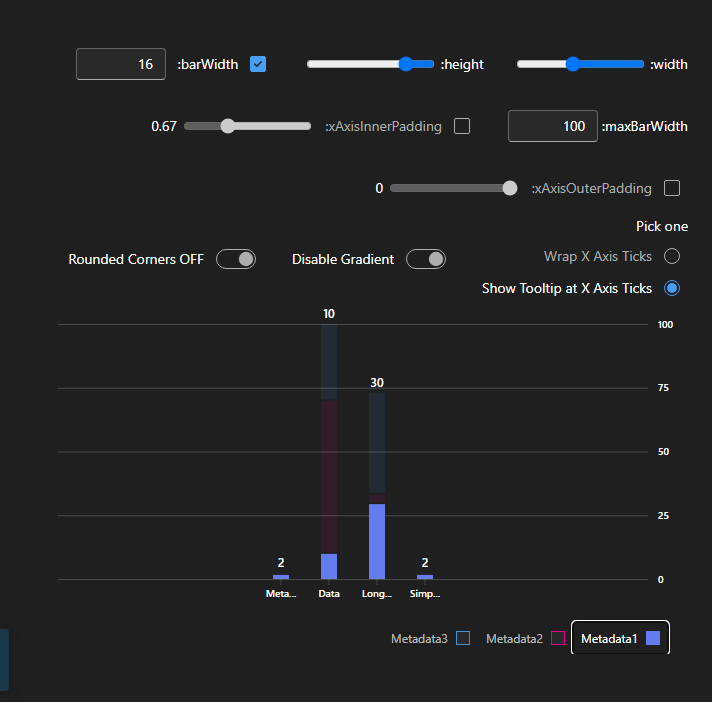 16 :barWidth :height :width
0.67 :xAxisInnerPadding 100 :maxBarWidth
0 :xAxisOuterPadding
Pick one
Rounded Corners OFF Disable Gradient Wrap X Axis Ticks
Show Tooltip at X Axis Ticks
10
100
30
75
50
25
2 2
0
Meta... Data Long... Simp...
Metadata3 Metadata2 Metadata1